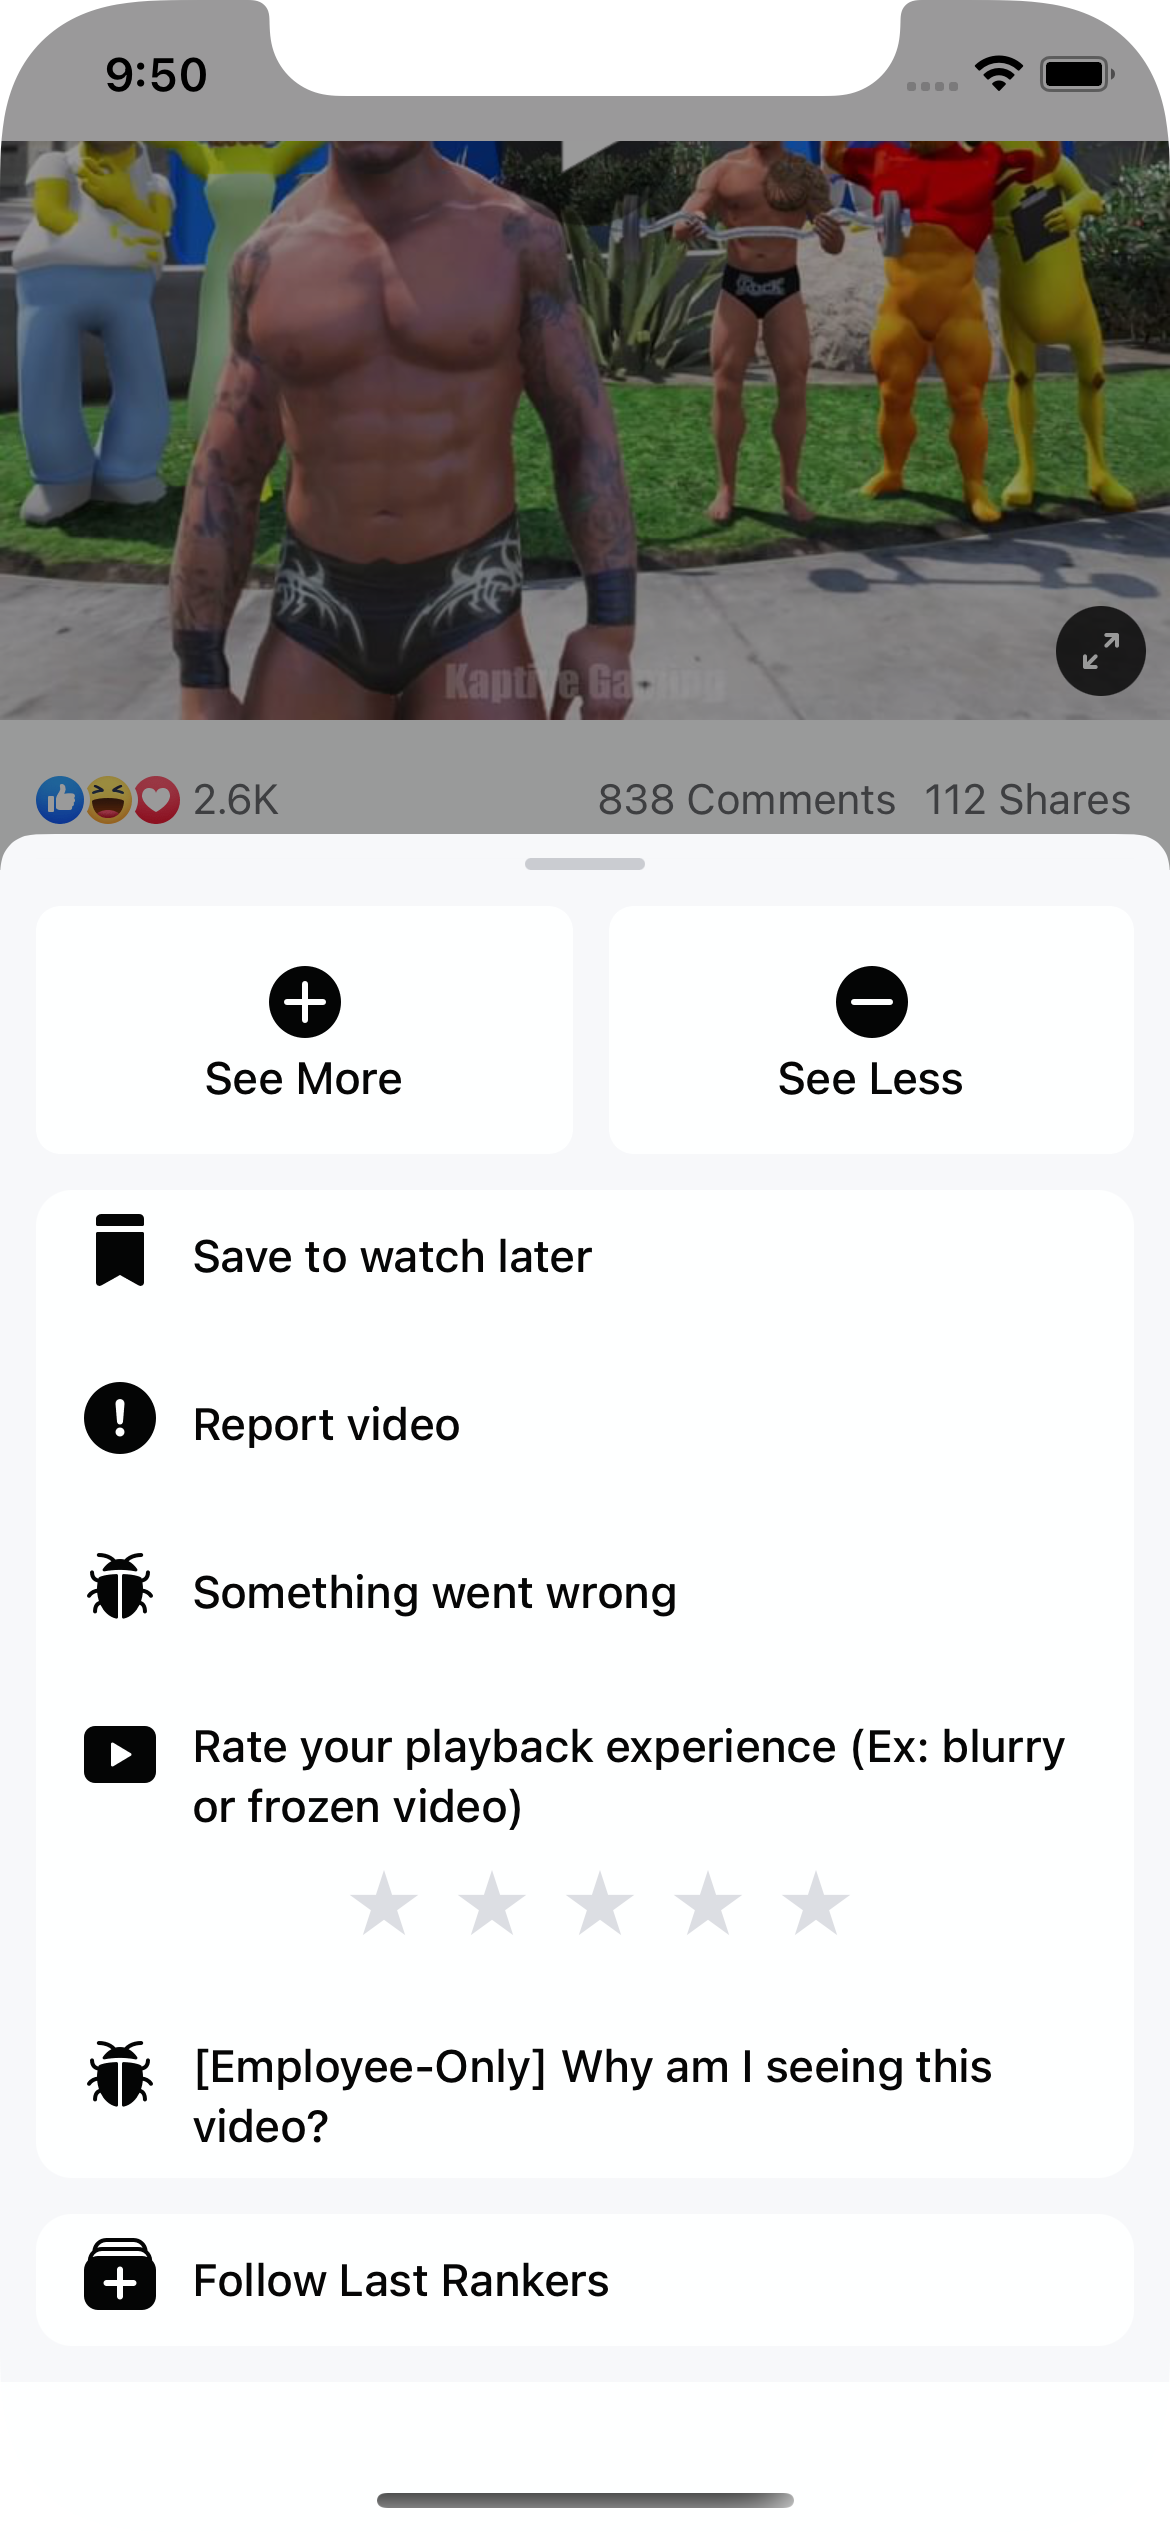 9:50
Rock
Kaptive Gaming
2.6K 838 Comments 112 Shares
See More
See Less
Save to watch later
Report video
Something went wrong
Rate your playback experience (Ex: blurry
or frozen video)
[Employee-Only] Why am I seeing this
video?
Follow Last Rankers